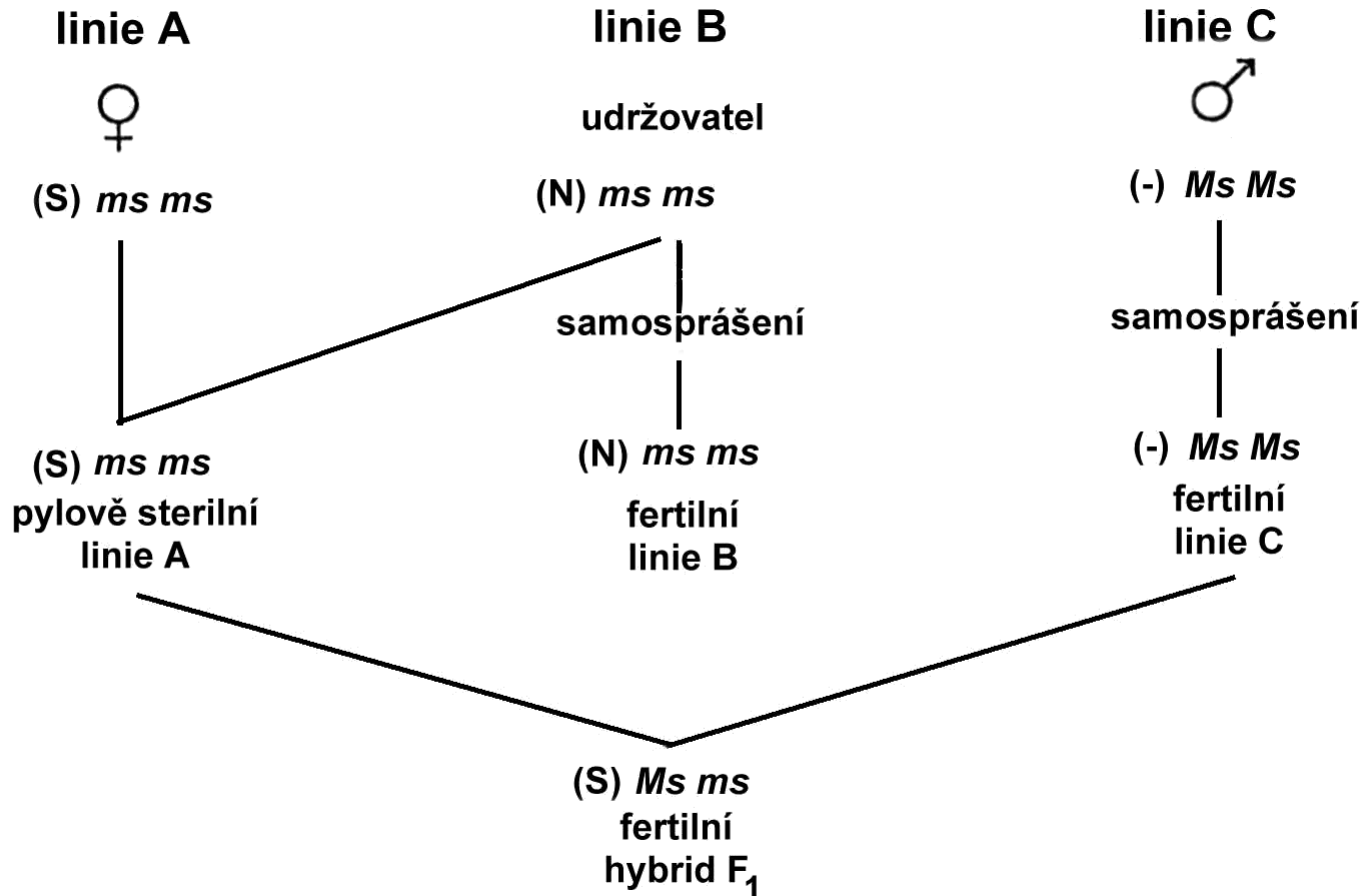 linie A
linie B
linie C
♀
udržovatel
♂
(S) ms ms
(N) ms ms
(-) Ms Ms
samosprášení
samosprášení
(S) ms ms
(N) ms ms
(-) Ms Ms
pylově sterilní
linie A
fertilní
linie B
fertilní
linie C
(S) Ms ms
fertilní
hybrid F1